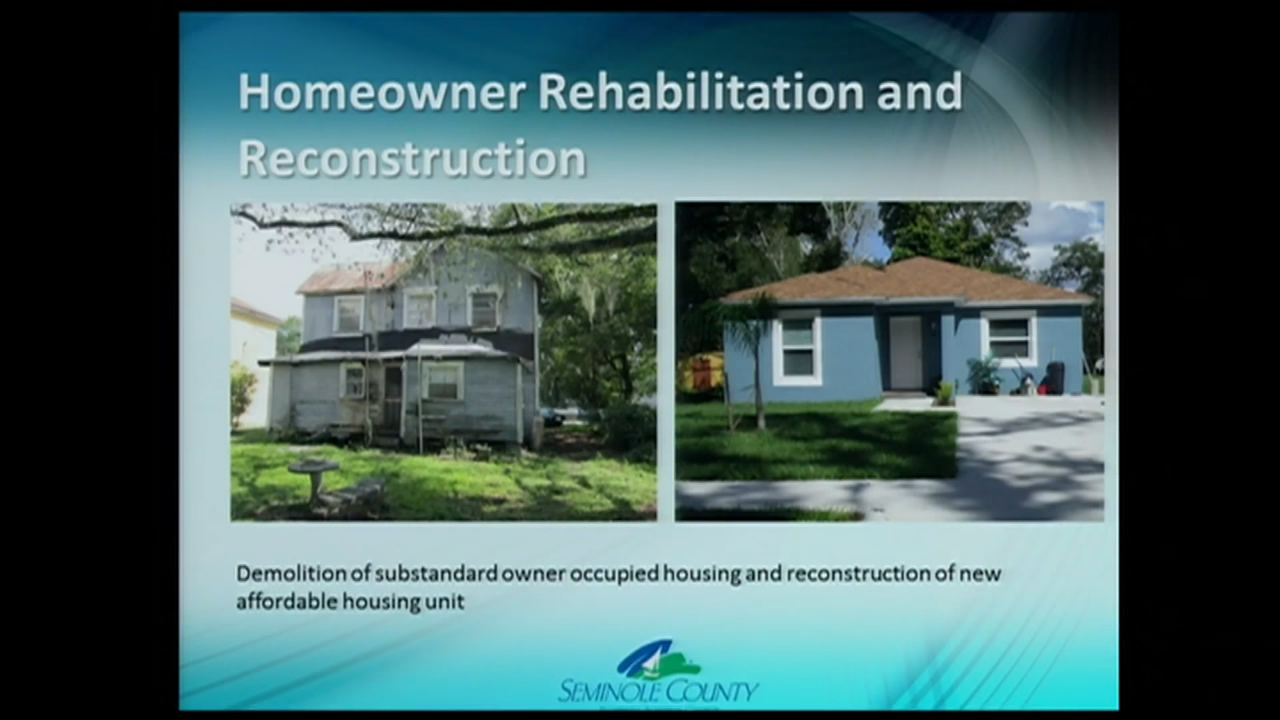 Homeowner Rehabilitation and
Reconstruction
Demolition of substandard owner occupied housing and reconstruction of new
affordable housing unit
SEMINOLE COUNTY